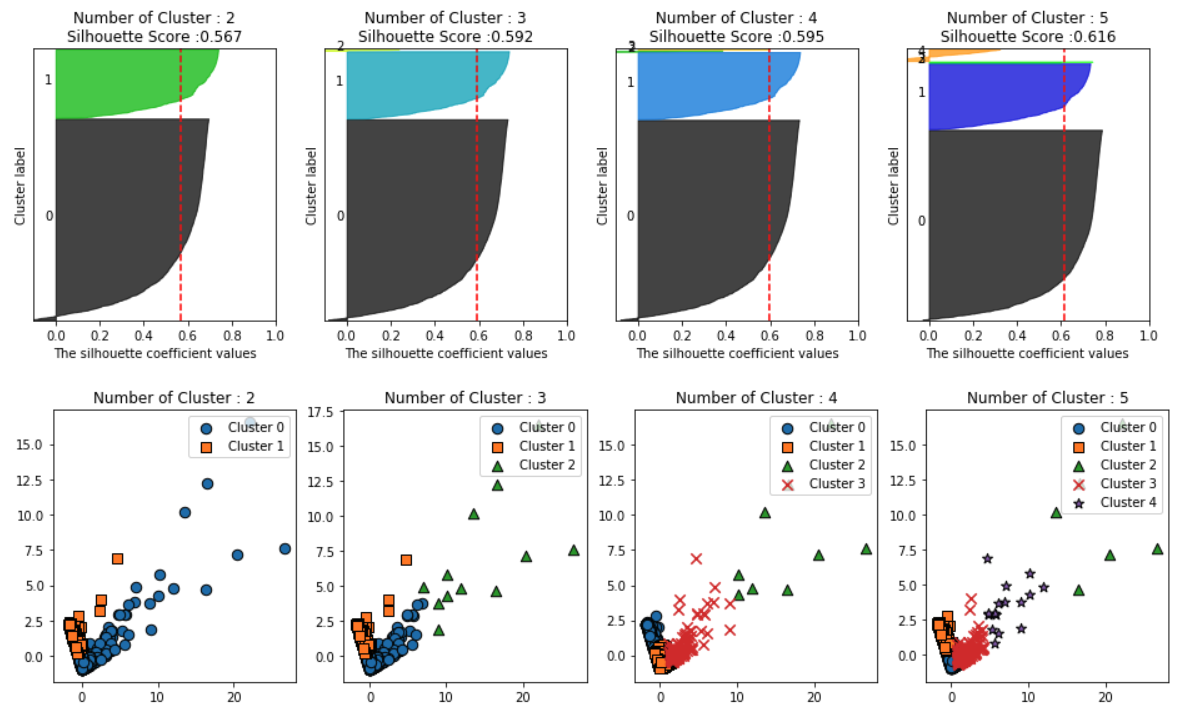 Number of Cluster : 2
Silhouette Score :0.567
Number of Cluster : 3
Silhouette Score :0.592
Number of Cluster : 4
Silhouette Score :0.595
Number of Cluster : 5
Silhouette Score :0.616
Cluster label
1
0
0.0 0.2 0.4 0.6 0.8 1.0
The silhouette coefficient values
Cluster label
2
1
0
0.0 0.2 0.4 0.6 0.8 1.0
The silhouette coefficient values
Cluster label
3
1
0
0.0 0.2 0.4 0.6 0.8 1.0
The silhouette coefficient values
Cluster label
4
1
0
0.0 0.2 0.4 0.6 0.8 1.0
The silhouette coefficient values
Number of Cluster : 2
Cluster 0
Cluster 1
15.0
12.5
10.0
7.5
5.0
2.5
0.0
0 10 20
Number of Cluster : 3
Cluster 0
Cluster 1
Cluster 2
17.5
15.0
12.5
10.0
7.5
5.0
2.5
0.0
0 10 20
Number of Cluster : 4
Cluster 0
Cluster 1
Cluster 2
Cluster 3
15.0
12.5
10.0
7.5
5.0
2.5
0.0
0 10 20
Number of Cluster : 5
Cluster 0
Cluster 1
Cluster 2
Cluster 3
Cluster 4
15.0
12.5
10.0
7.5
5.0
2.5
0.0
0 10 20